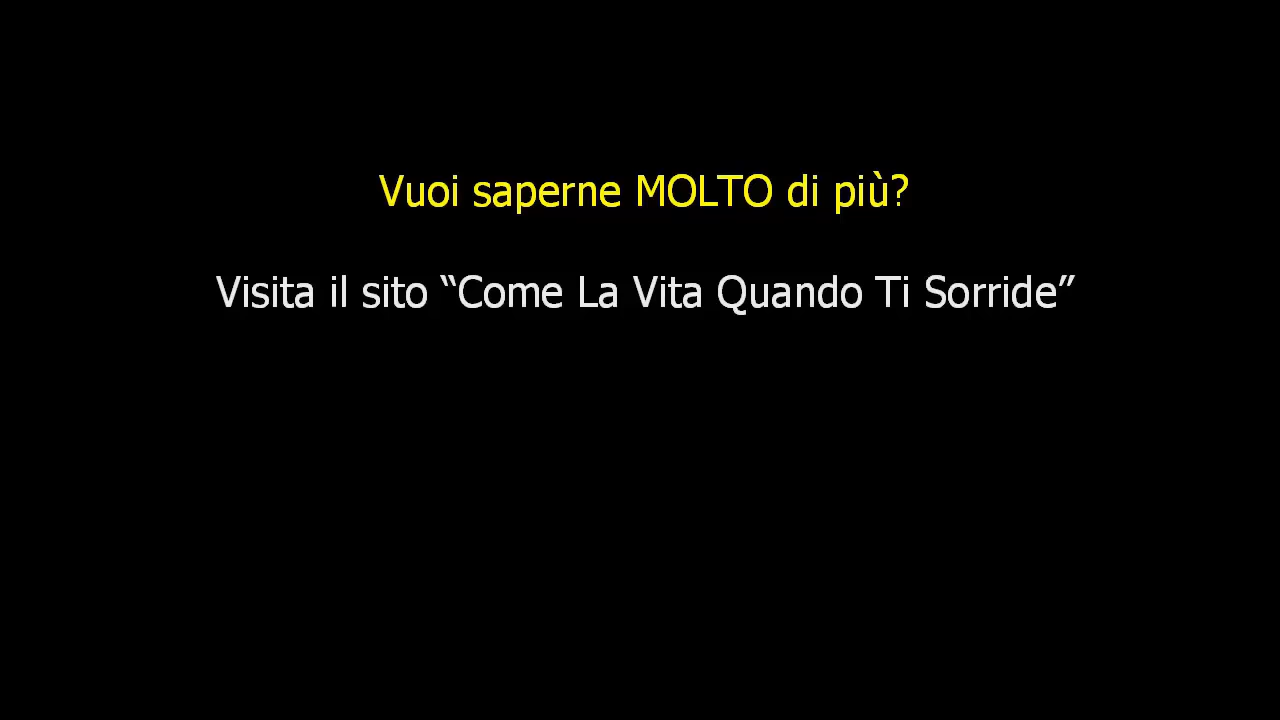 Vuoi saperne MOLTO di più?
Visita il sito “Come La Vita Quando Ti Sorride”